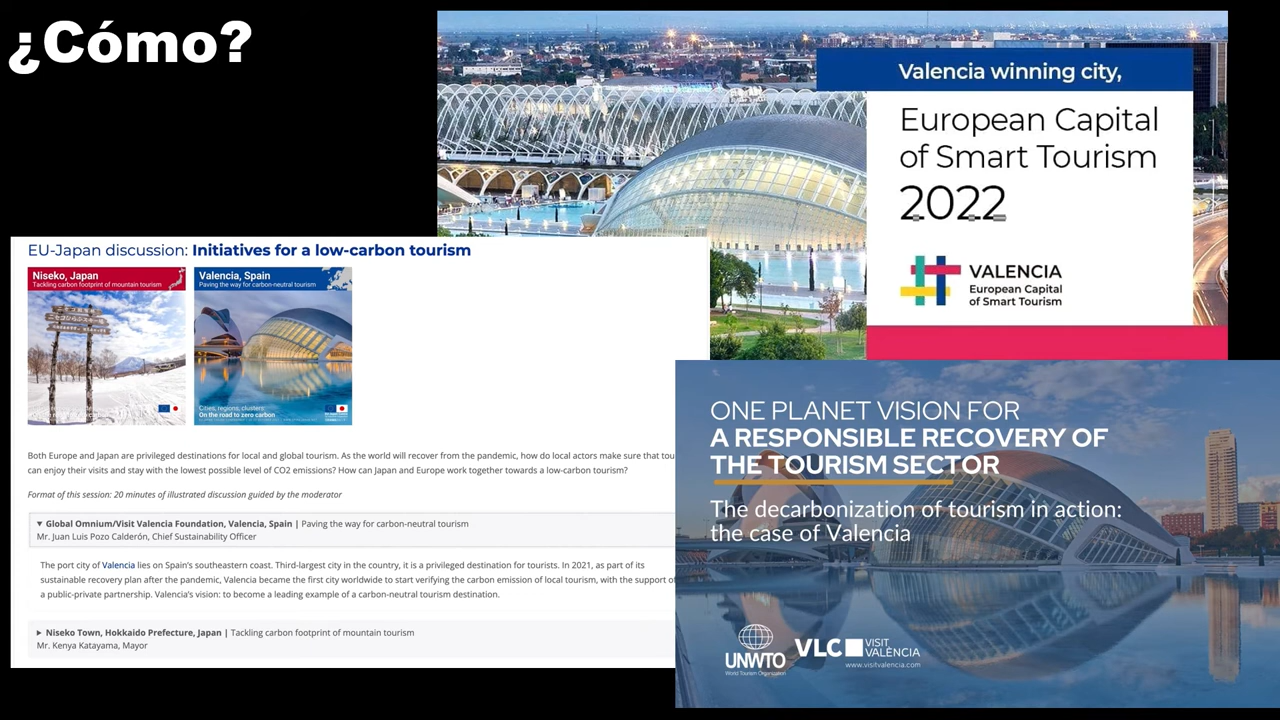 ¿Cómo?
Valencia winning city,
European Capital
of Smart Tourism
2022
VALENCIA
European Capital
of Smart Tourism
EU-Japan discussion: Initiatives for a low-carbon tourism
Niseko, Japan
Tackling carbon footprint of mountain tourism
Valencia, Spain
Paving the way for carbon-neutral tourism
Cities, regions, clusters:
On the road to zero carbon
Both Europe and Japan are privileged destinations for local and global tourism. As the world will recover from the pandemic, how do local actors make sure that tou
can enjoy their visits and stay with the lowest possible level of CO2 emissions? How can Japan and Europe work together towards a low-carbon tourism?
Format of this session: 20 minutes of illustrated discussion guided by the moderator
▼ Global Omnium/Visit Valencia Foundation, Valencia, Spain | Paving the way for carbon-neutral tourism
Mr. Juan Luis Pozo Calderón, Chief Sustainability Officer
The port city of Valencia lies on Spain's southeastern coast. Third-largest city in the country, it is a privileged destination for tourists. In 2021, as part of its
sustainable recovery plan after the pandemic, Valencia became the first city worldwide to start verifying the carbon emission of local tourism, with the support of
a public-private partnership. Valencia's vision: to become a leading example of a carbon-neutral tourism destination.
► Niseko Town, Hokkaido Prefecture, Japan | Tackling carbon footprint of mountain tourism
Mr. Kenya Katayama, Mayor
ONE PLANET VISION FOR
A RESPONSIBLE RECOVERY OF
THE TOURISM SECTOR
The decarbonization of tourism in action:
the case of Valencia
UNWTO
World Tourism Organization
VLC VISIT
VALÈNCIA
www.visitvalencia.com